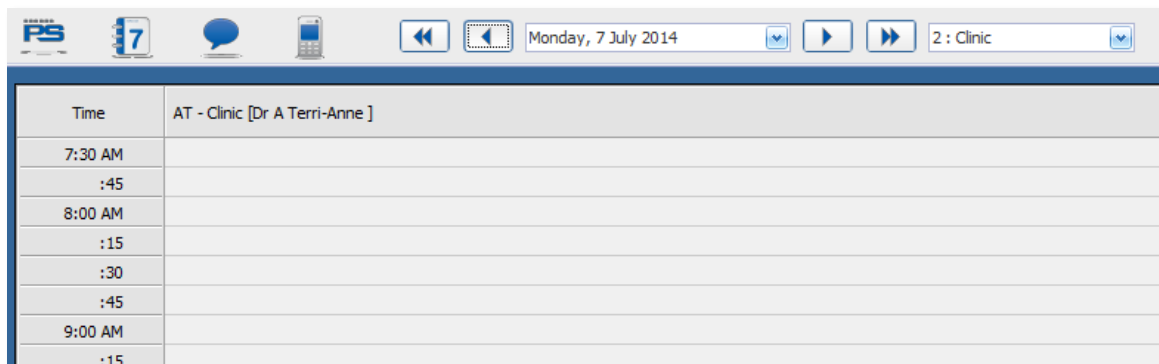 PS 7 Monday, 7 July 2014 2 : Clinic
Time AT - Clinic [Dr A Terri-Anne ]
7:30 AM
:45
8:00 AM
:15
:30
:45
9:00 AM
:15